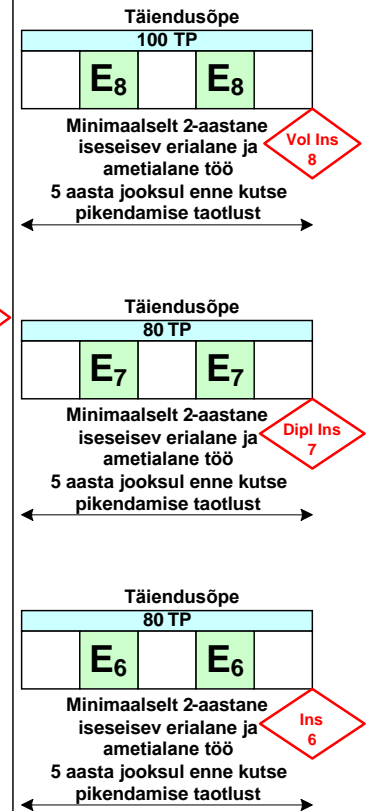 Täiendusõpe
100 TP
E₈ E₈
Minimaalselt 2-aastane
iseseisev erialane ja
ametialane töö
5 aasta jooksul enne kutse
pikendamise taotlust
Vol Ins
8
Täiendusõpe
80 TP
E₇ E₇
Minimaalselt 2-aastane
iseseisev erialane ja
ametialane töö
5 aasta jooksul enne kutse
pikendamise taotlust
Dipl Ins
7
Täiendusõpe
80 TP
E₆ E₆
Minimaalselt 2-aastane
iseseisev erialane ja
ametialane töö
5 aasta jooksul enne kutse
pikendamise taotlust
Ins
6